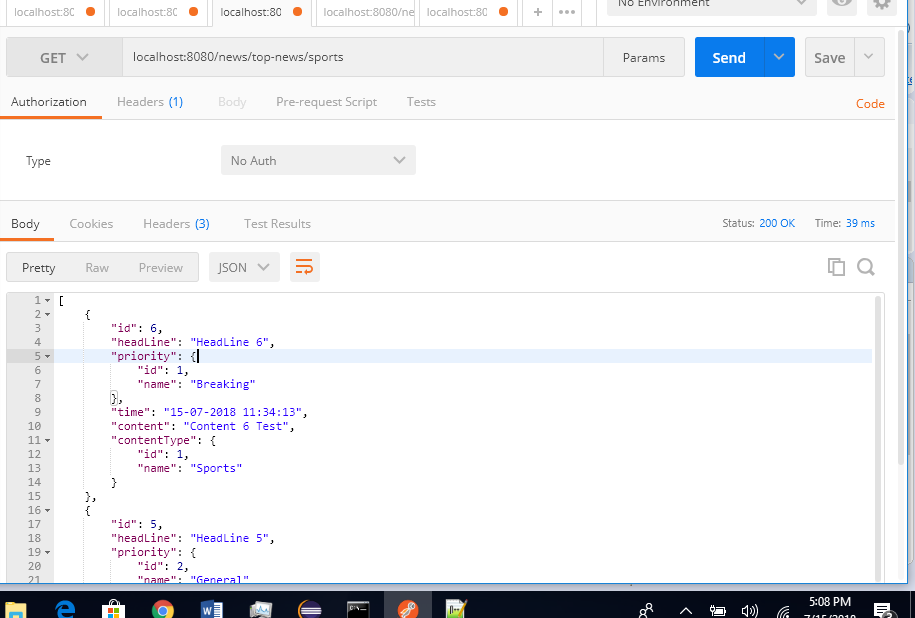 No Environment
localhost:80 localhost:80 localhost:80 localhost:8080/ne localhost:80 + •••
GET localhost:8080/news/top-news/sports Params Send Save
Authorization Headers (1) Body Pre-request Script Tests Code
Type No Auth
Body Cookies Headers (3) Test Results Status: 200 OK Time: 39 ms
Pretty Raw Preview JSON
1 [
2 {
3 "id": 6,
4 "headLine": "HeadLine 6",
5 "priority": {
6 "id": 1,
7 "name": "Breaking"
8 },
9 "time": "15-07-2018 11:34:13",
10 "content": "Content 6 Test",
11 "contentType": {
12 "id": 1,
13 "name": "Sports"
14 }
15 },
16 {
17 "id": 5,
18 "headLine": "HeadLine 5",
19 "priority": {
20 "id": 2,
21 "name": "General"
5:08 PM
7/15/2018